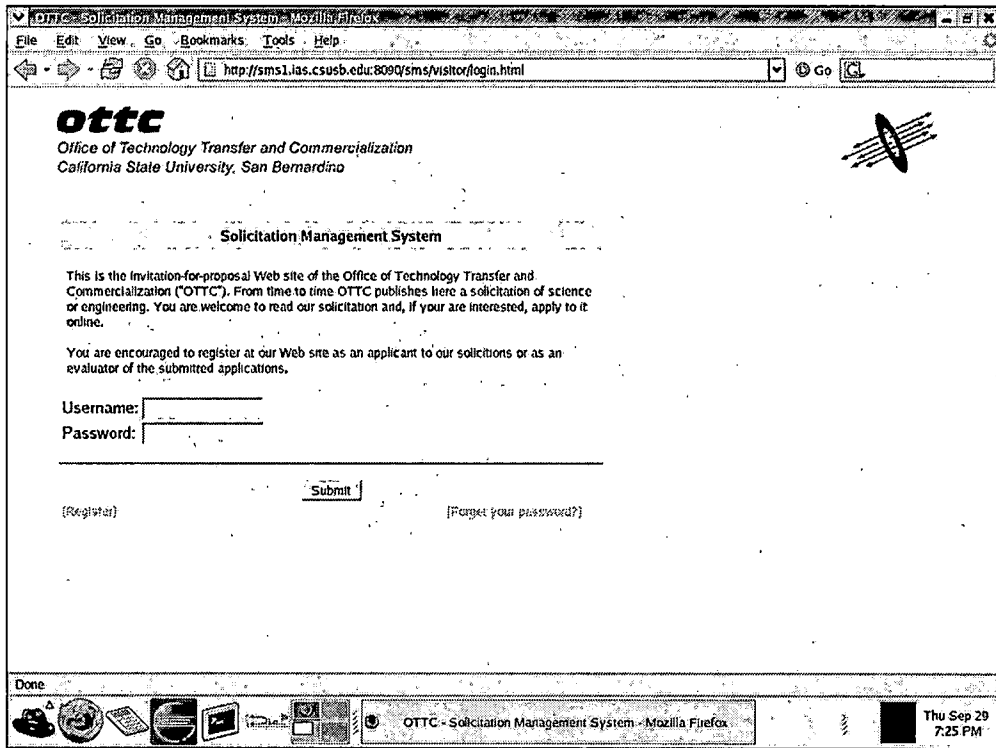 OTTC - Solicitation Management System - Mozilla Firefox
File Edit View Go Bookmarks Tools Help
http://sms1.ias.csusb.edu:8090/sms/visitor/login.html Go
ottc
Office of Technology Transfer and Commercialization
California State University, San Bernardino
Solicitation Management System
This is the invitation-for-proposal Web site of the Office of Technology Transfer and
Commercialization ("OTTC"). From time to time OTTC publishes here a solicitation of science
or engineering. You are welcome to read our solicitation and, if your are interested, apply to it
online.
You are encouraged to register at our Web site as an applicant to our solicitions or as an
evaluator of the submitted applications.
Username:
Password:
Submit
[Register] [Forget your password?]
Done
OTTC - Solicitation Management System - Mozilla Firefox
Thu Sep 29
7:25 PM